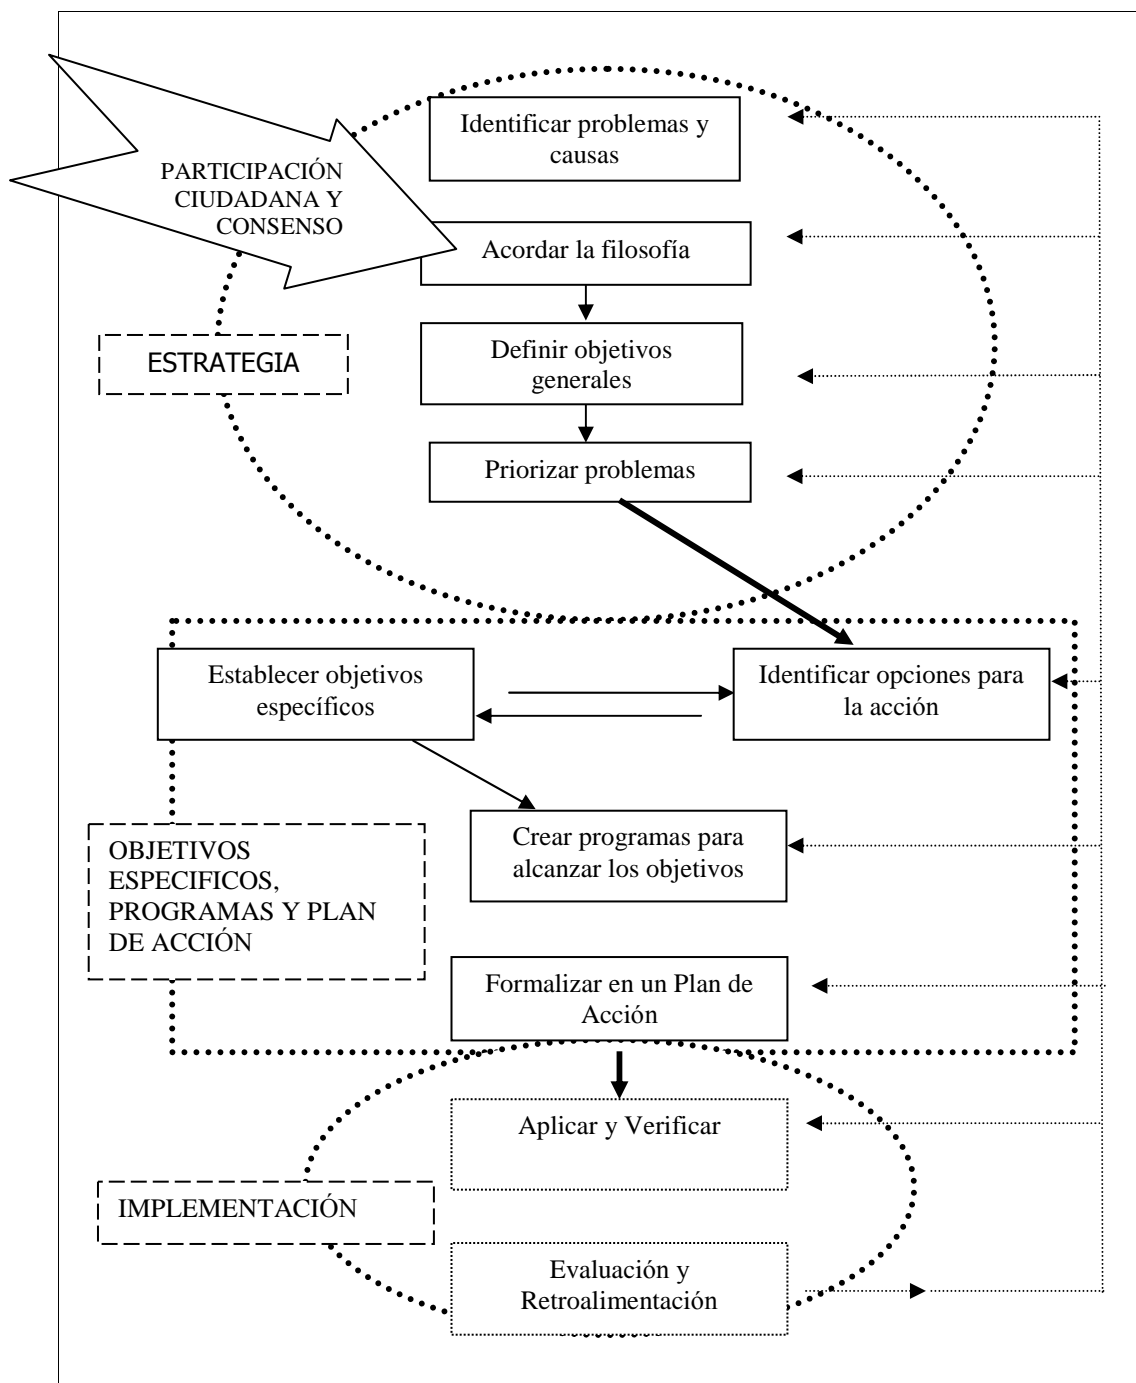 Identificar problemas y
causas
PARTICIPACIÓN
CIUDADANA Y
CONSENSO
Acordar la filosofía
ESTRATEGIA
Definir objetivos
generales
Priorizar problemas
Establecer objetivos
específicos
Identificar opciones para
la acción
Crear programas para
alcanzar los objetivos
OBJETIVOS
ESPECIFICOS,
PROGRAMAS Y PLAN
DE ACCIÓN
Formalizar en un Plan de
Acción
Aplicar y Verificar
IMPLEMENTACIÓN
Evaluación y
Retroalimentación